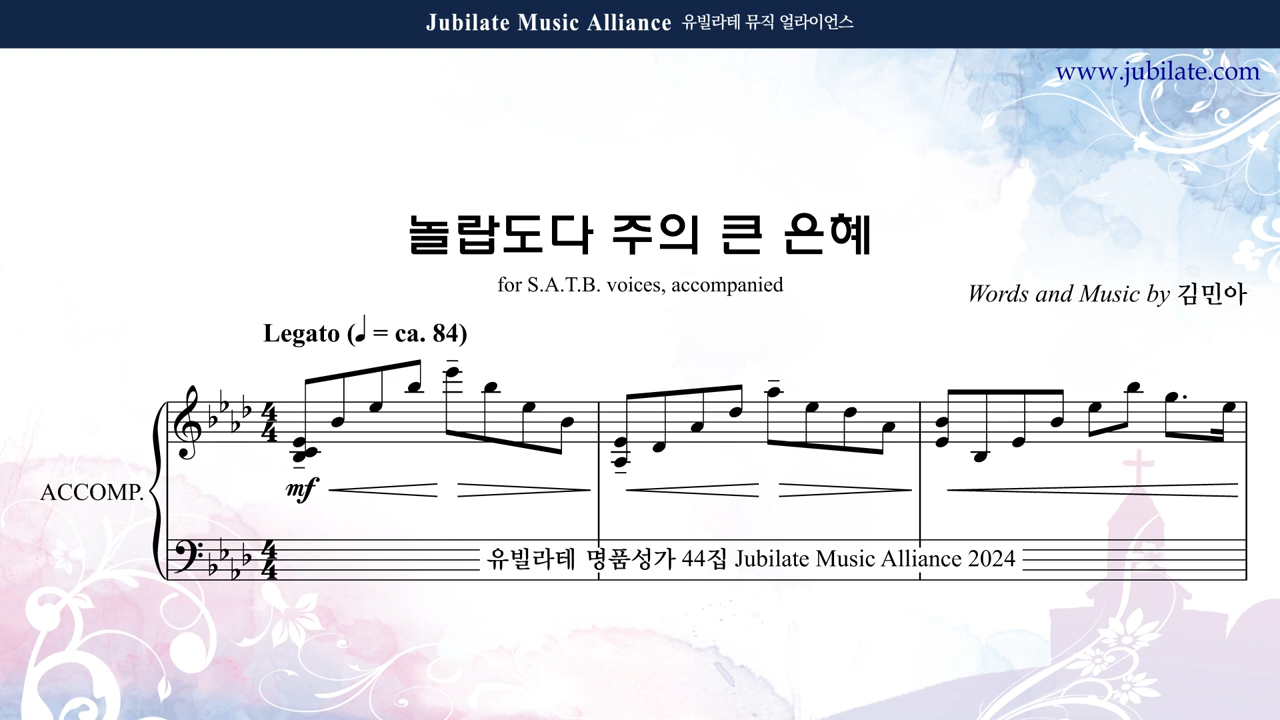 Jubilate Music Alliance 유빌라테 뮤직 얼라이언스
www.jubilate.com
놀랍도다 주의 큰 은혜
for S.A.T.B. voices, accompanied
Words and Music by 김민아
Legato (♩ = ca. 84)
mf
ACCOMP.
유빌라테 명품성가 44집 Jubilate Music Alliance 2024